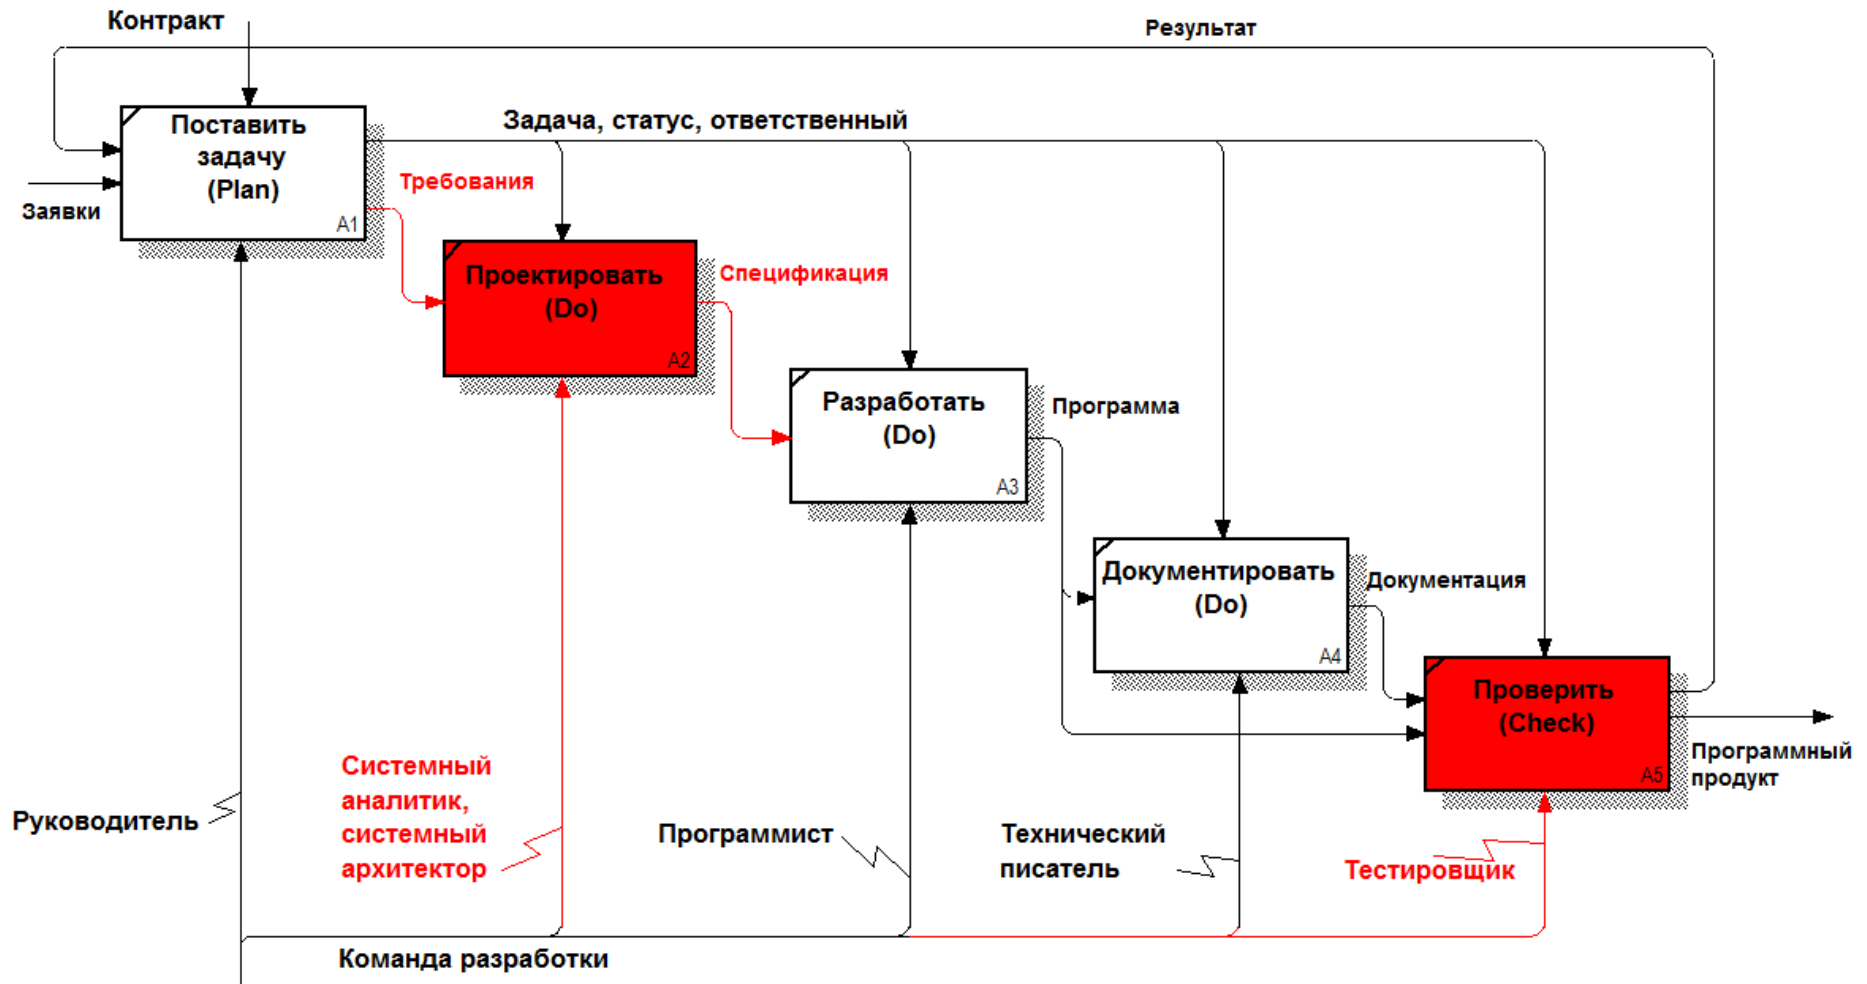 Контракт
Результат
Поставить
задачу
(Plan)
A1
Задача, статус, ответственный
Требования
Заявки
Проектировать
(Do)
A2
Спецификация
Разработать
(Do)
A3
Программа
Документировать
(Do)
A4
Документация
Проверить
(Check)
A5
Программный
продукт
Руководитель
Системный
аналитик,
системный
архитектор
Программист
Технический
писатель
Тестировщик
Команда разработки